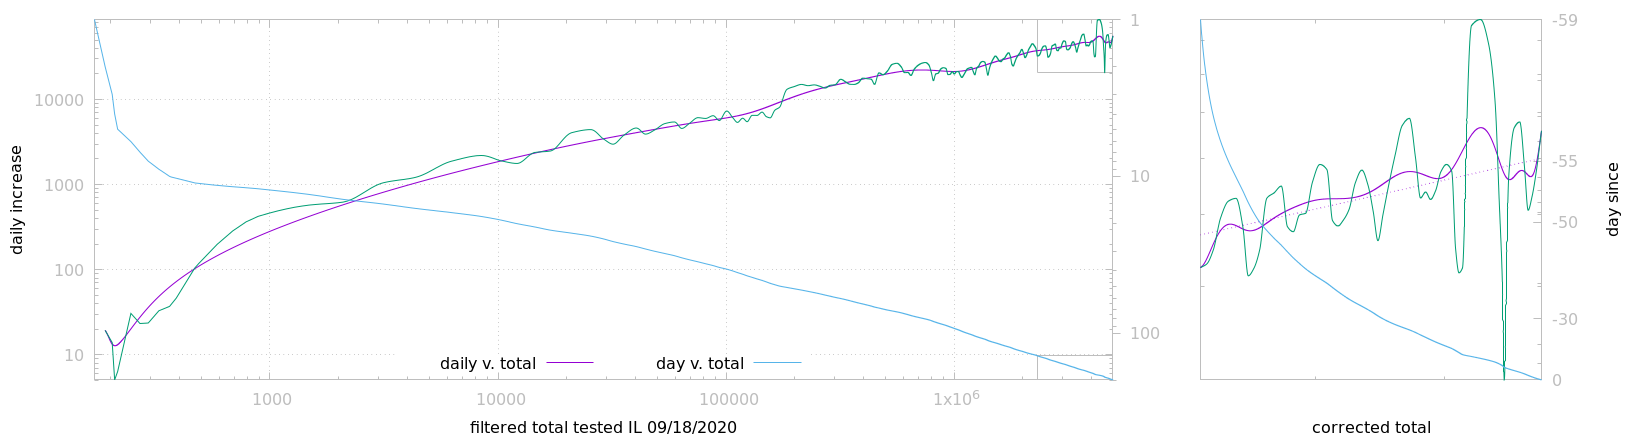 daily increase
10000
1000
100
10
1
10
100
daily v. total
day v. total
1000
10000
100000
1x10⁶
filtered total tested IL 09/18/2020
-59
-55
-50
-30
0
day since
corrected total